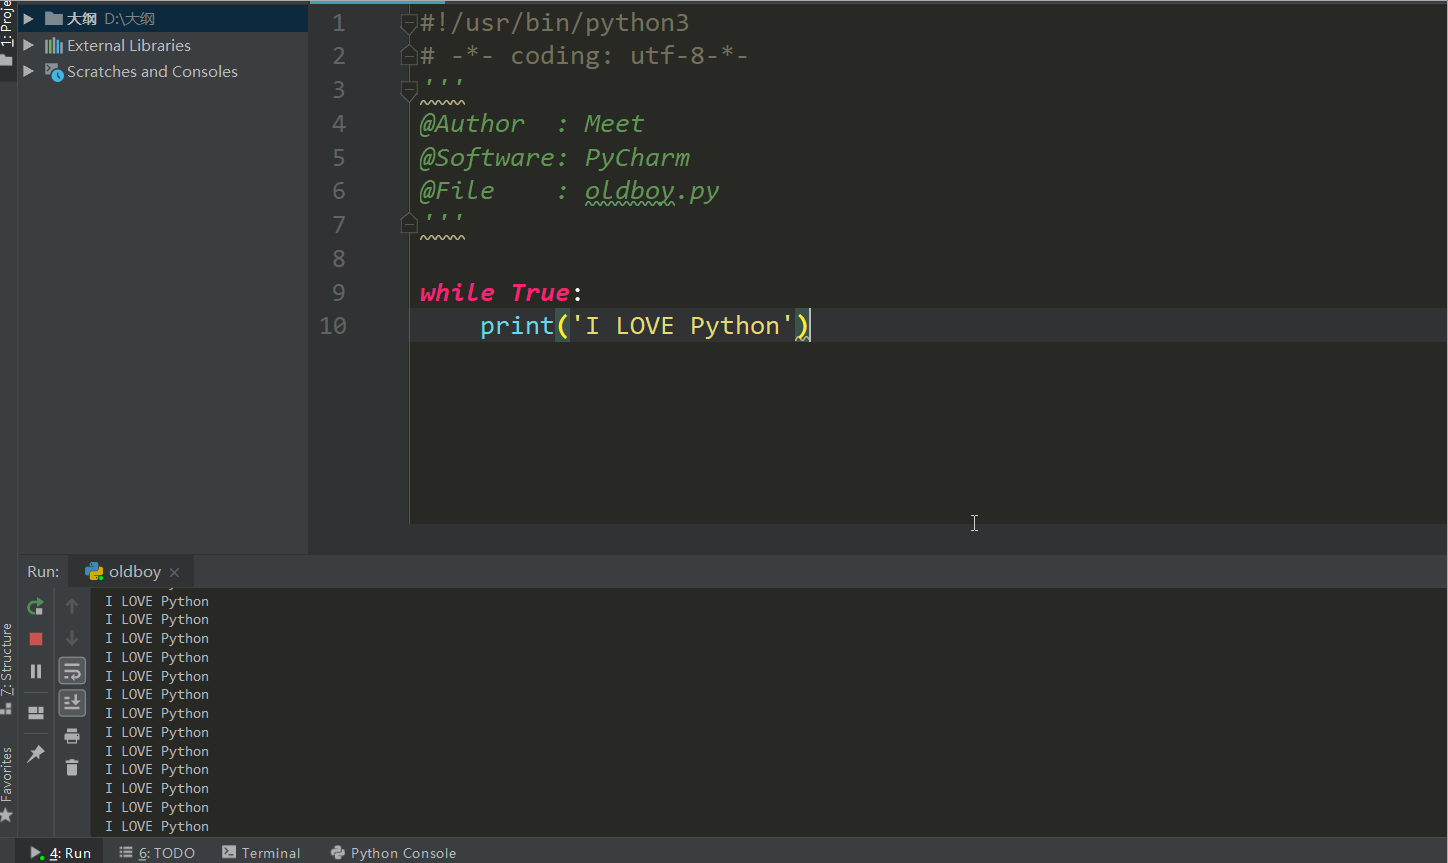 1: Proje
大纲 D:\大纲
External Libraries
Scratches and Consoles
7: Structure
Favorites
1 #!/usr/bin/python3
2 # -*- coding: utf-8-*-
3 '''
4 @Author  : Meet
5 @Software: PyCharm
6 @File    : oldboy.py
7 '''
8
9 while True:
10     print('I LOVE Python')
Run: oldboy
I LOVE Python
I LOVE Python
I LOVE Python
I LOVE Python
I LOVE Python
I LOVE Python
I LOVE Python
I LOVE Python
I LOVE Python
I LOVE Python
I LOVE Python
I LOVE Python
I LOVE Python
4: Run 6: TODO Terminal Python Console